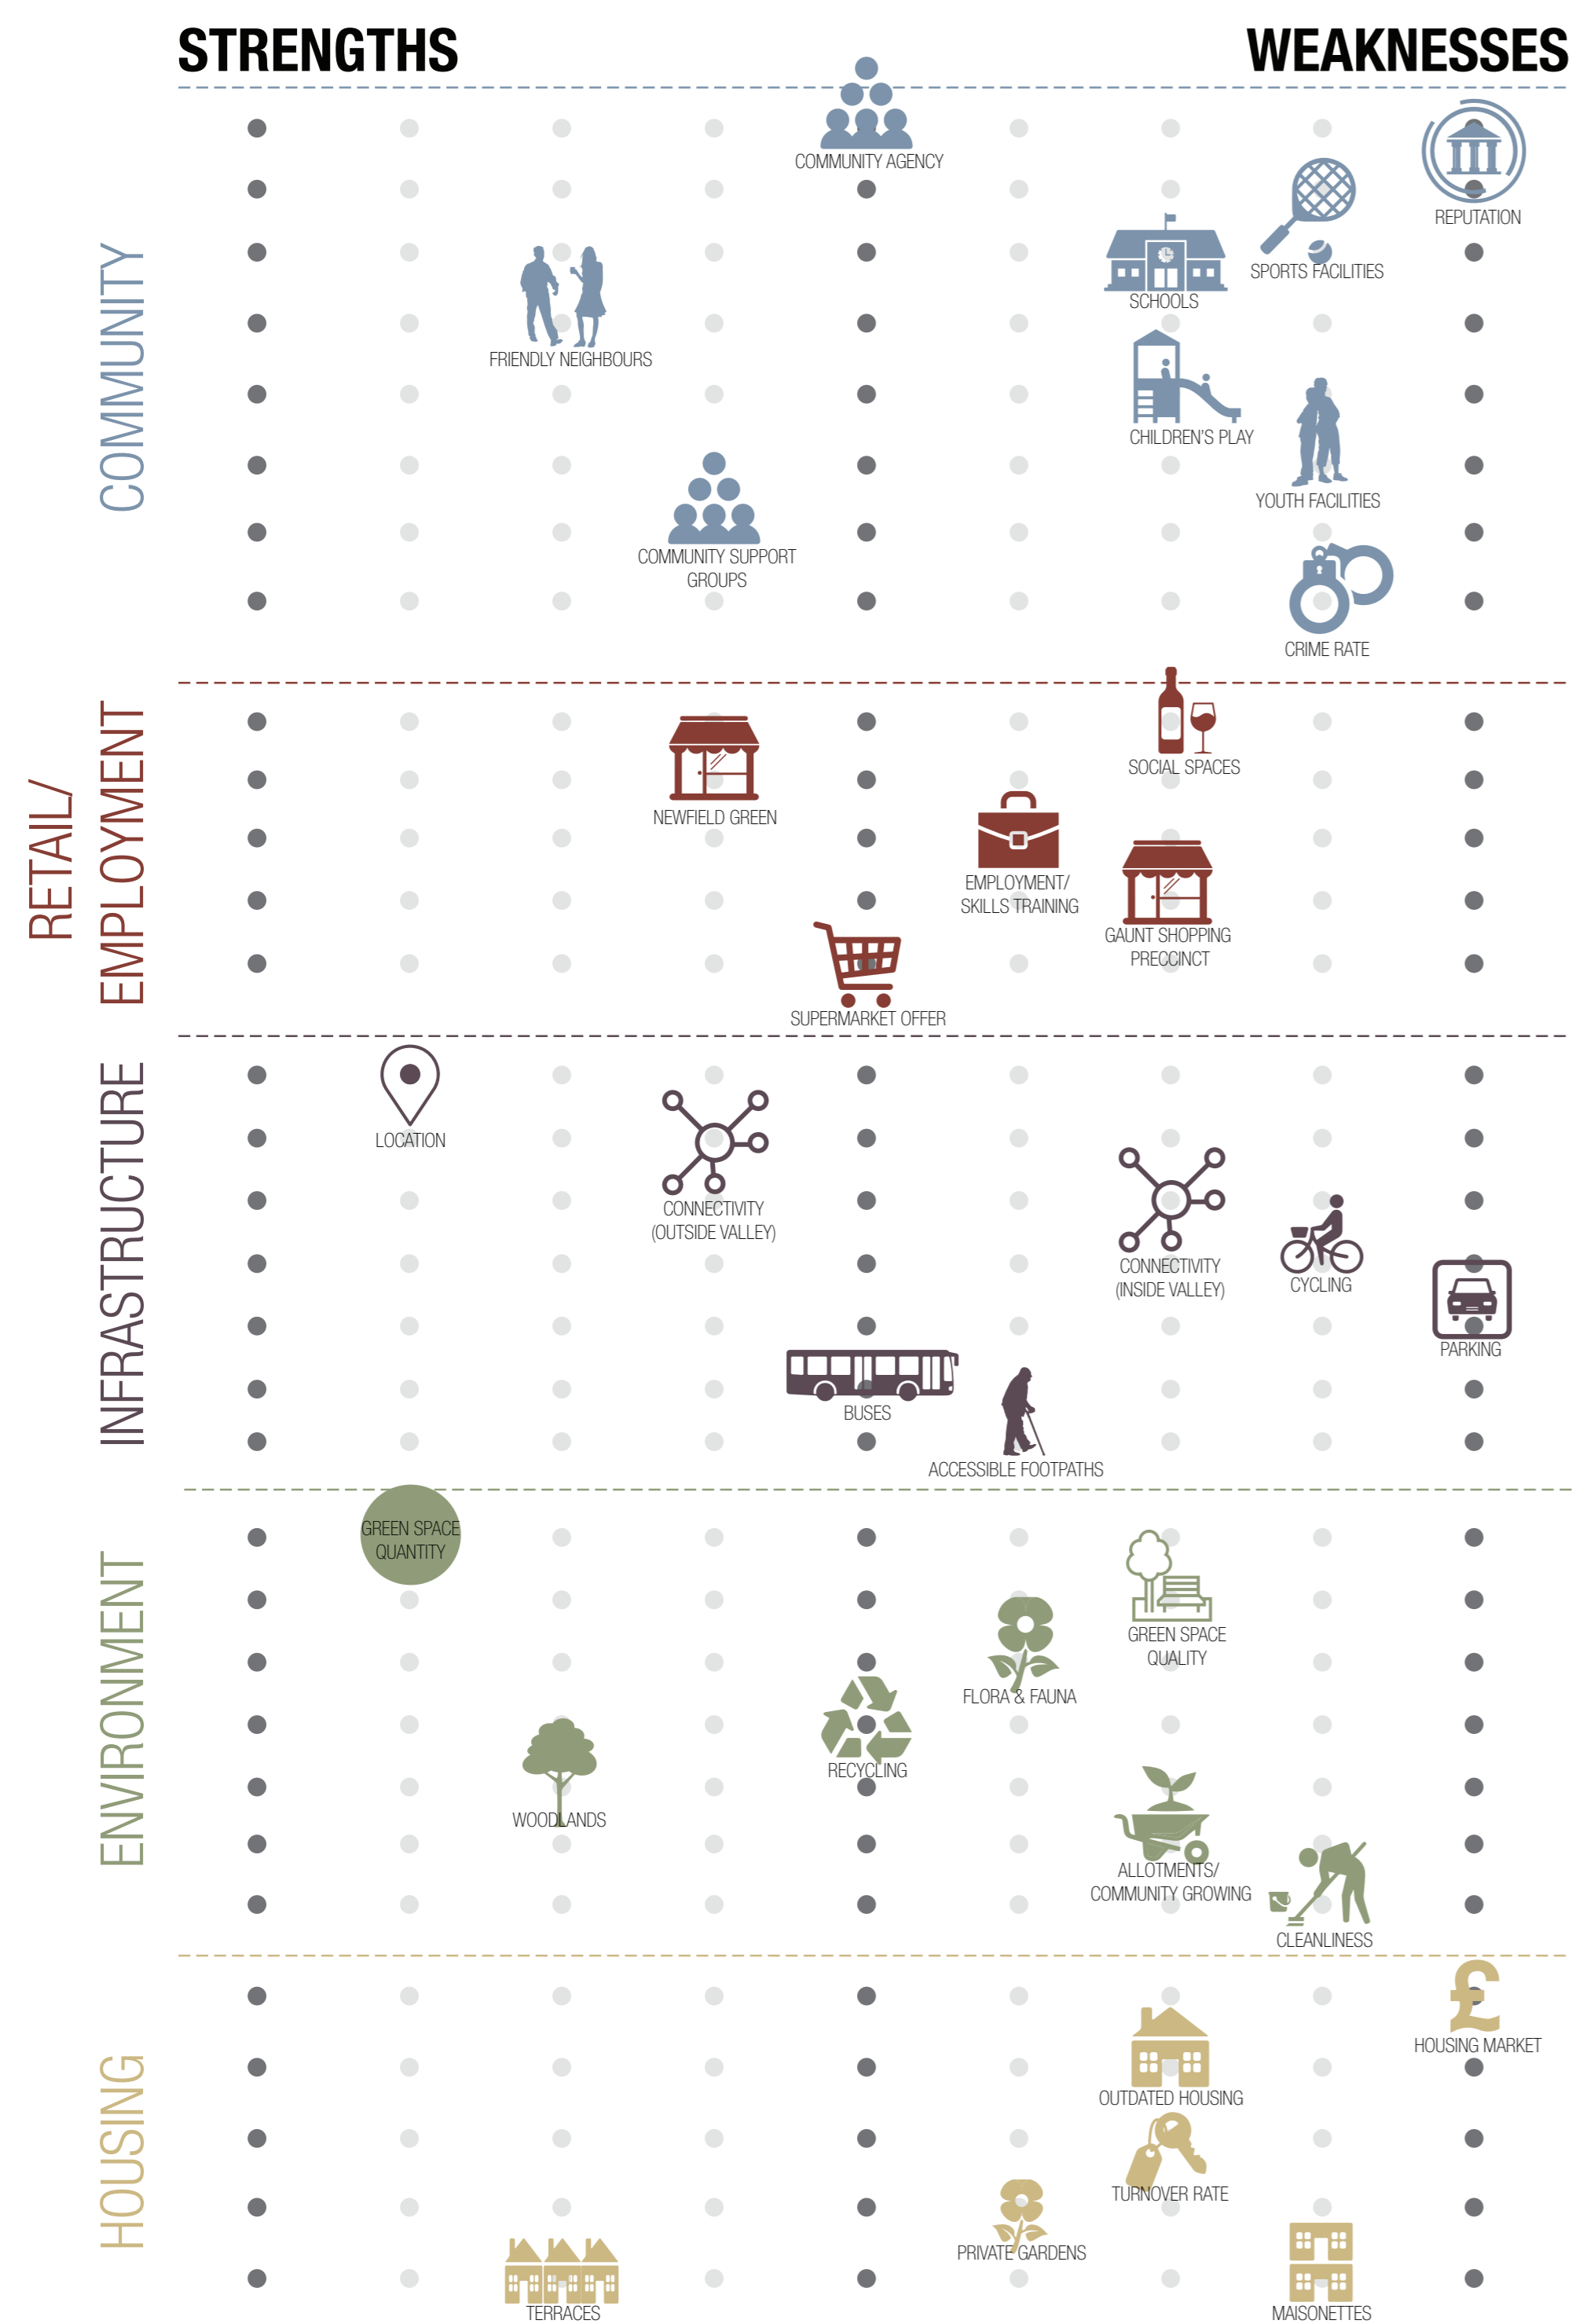 STRENGTHS
WEAKNESSES
COMMUNITY
COMMUNITY AGENCY
REPUTATION
SPORTS FACILITIES
SCHOOLS
FRIENDLY NEIGHBOURS
CHILDREN'S PLAY
YOUTH FACILITIES
COMMUNITY SUPPORT
GROUPS
CRIME RATE
RETAIL/
EMPLOYMENT
SOCIAL SPACES
NEWFIELD GREEN
EMPLOYMENT/
SKILLS TRAINING
GAUNT SHOPPING
PRECCINCT
SUPERMARKET OFFER
INFRASTRUCTURE
LOCATION
CONNECTIVITY
(OUTSIDE VALLEY)
CONNECTIVITY
(INSIDE VALLEY)
CYCLING
PARKING
BUSES
ACCESSIBLE FOOTPATHS
ENVIRONMENT
GREEN SPACE
QUANTITY
GREEN SPACE
QUALITY
FLORA & FAUNA
RECYCLING
WOODLANDS
ALLOTMENTS/
COMMUNITY GROWING
CLEANLINESS
HOUSING
£
HOUSING MARKET
OUTDATED HOUSING
TURNOVER RATE
PRIVATE GARDENS
TERRACES
MAISONETTES